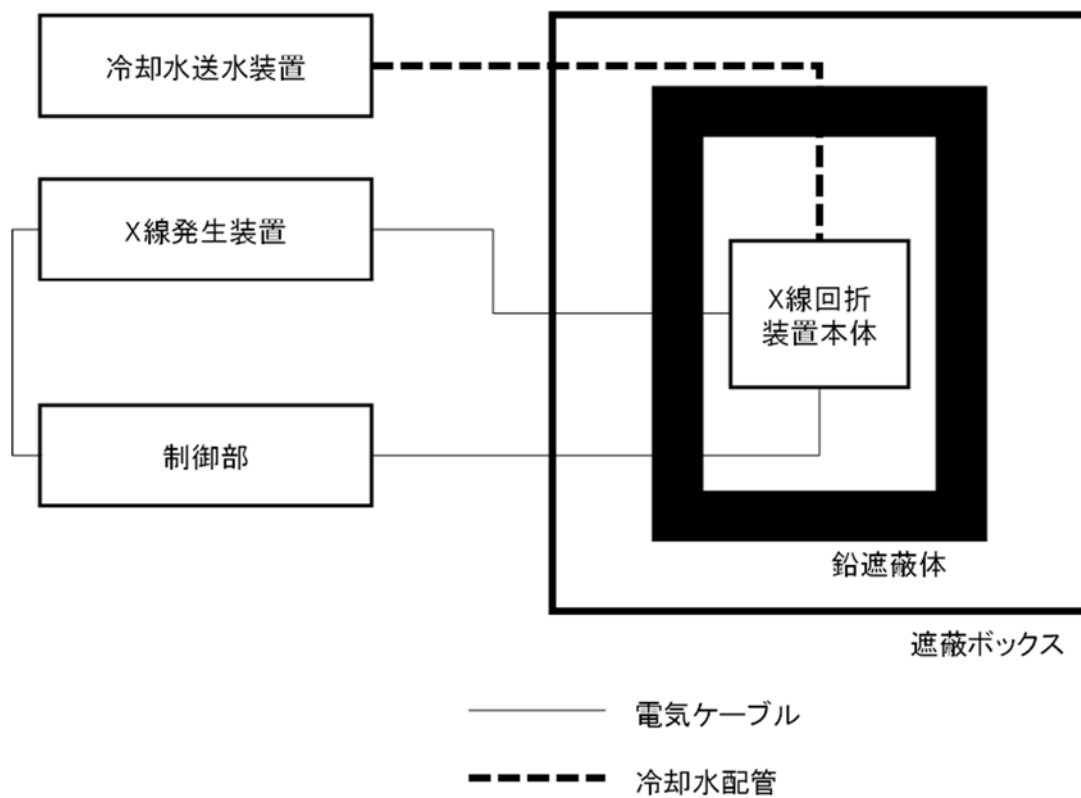 冷却水送水装置
X線発生装置
X線回折
装置本体
制御部
鉛遮蔽体
遮蔽ボックス
電気ケーブル
冷却水配管